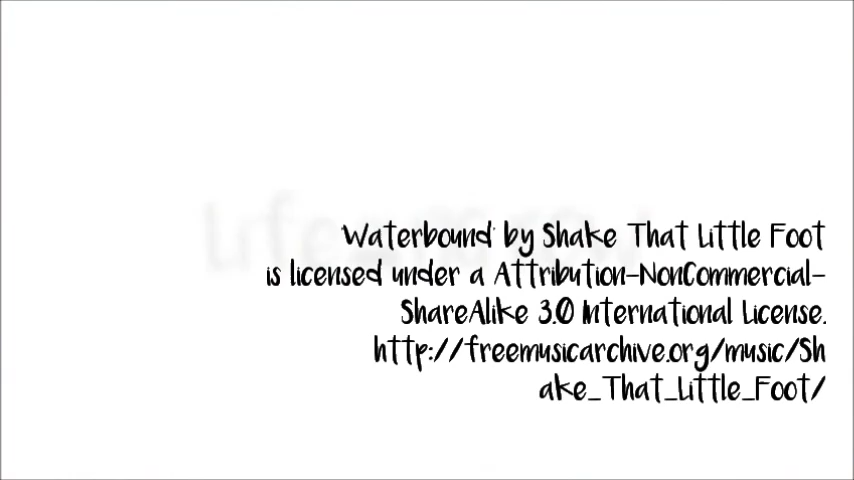 'Waterbound' by Shake That Little Foot
is licensed under a Attribution-NonCommercial-
ShareAlike 3.0 International License.
http://freemusicarchive.org/music/Sh
ake_That_Little_Foot/